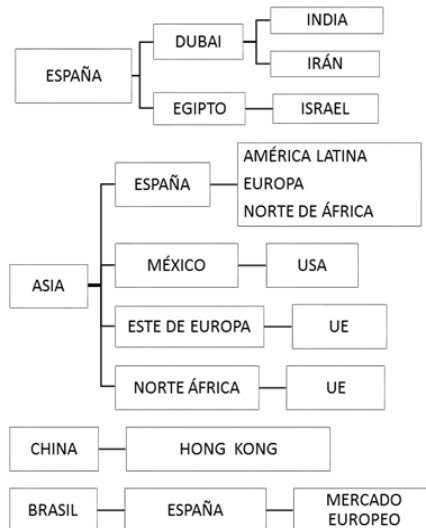 ESPAÑA
DUBAI
INDIA
IRÁN
EGIPTO
ISRAEL
ASIA
ESPAÑA
AMÉRICA LATINA
EUROPA
NORTE DE ÁFRICA
MÉXICO
USA
ESTE DE EUROPA
UE
NORTE ÁFRICA
UE
CHINA
HONG KONG
BRASIL
ESPAÑA
MERCADO
EUROPEO